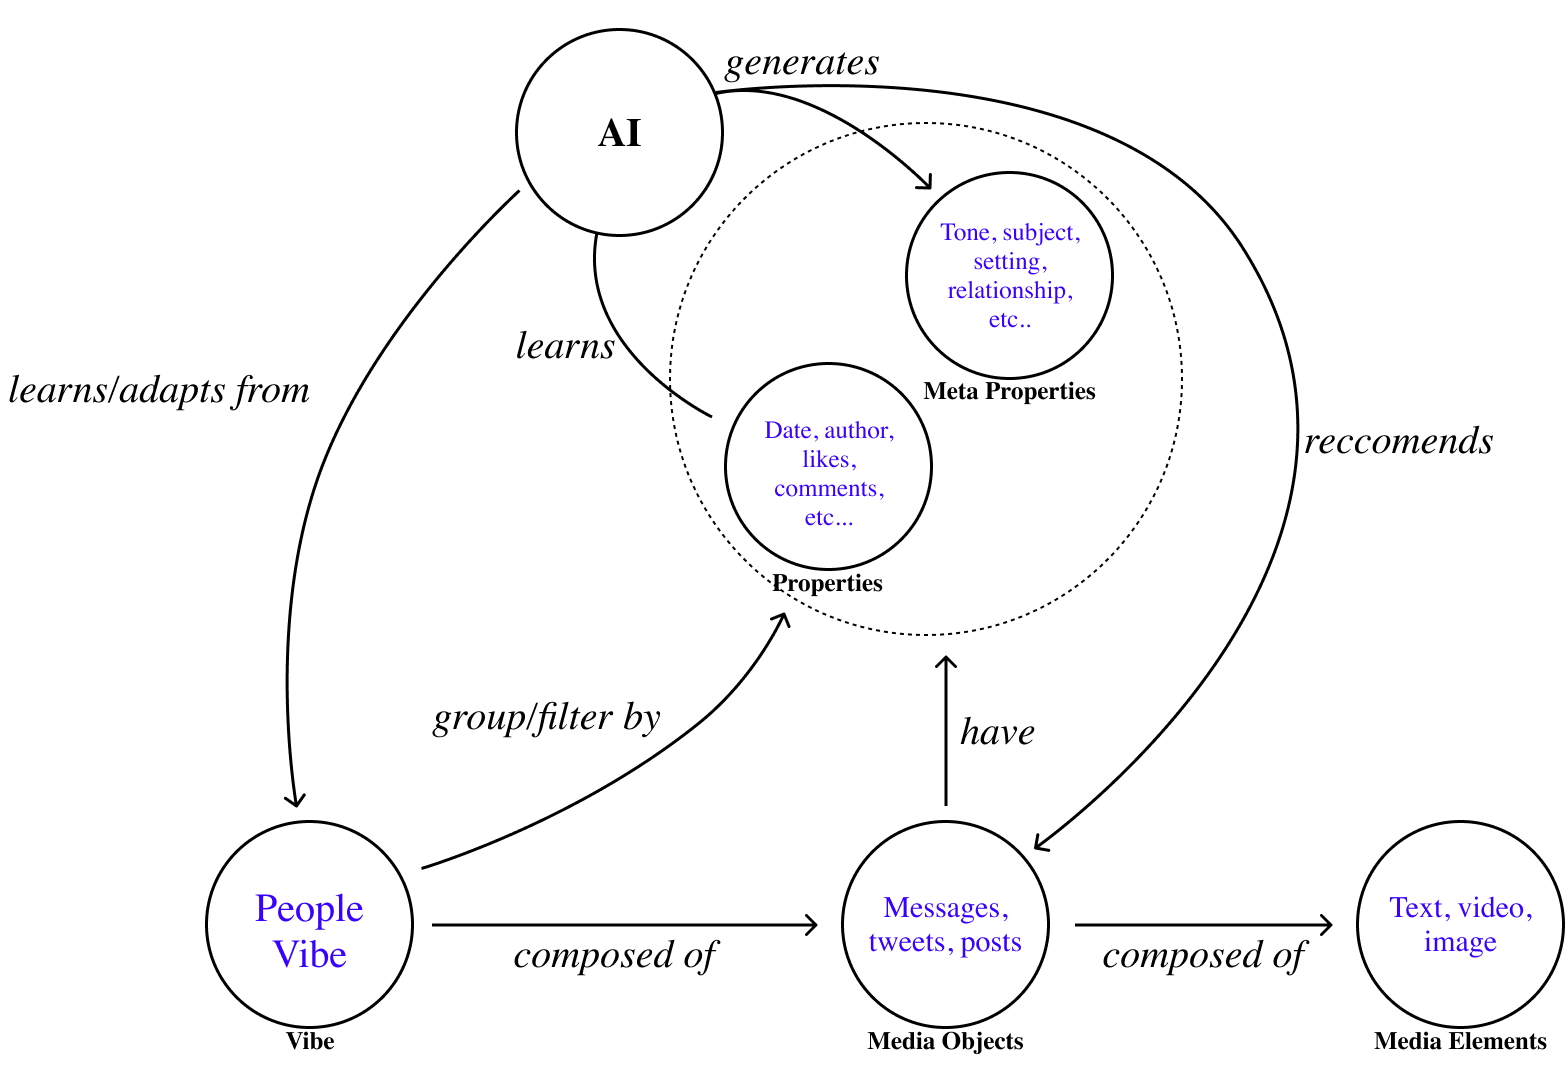 generates
AI
Tone, subject,
setting,
relationship,
etc..
learns
learns/adapts from
Meta Properties
Date, author,
likes,
comments,
etc...
reccomends
Properties
group/filter by
have
People
Vibe
Messages,
tweets, posts
Text, video,
image
composed of
composed of
Vibe
Media Objects
Media Elements